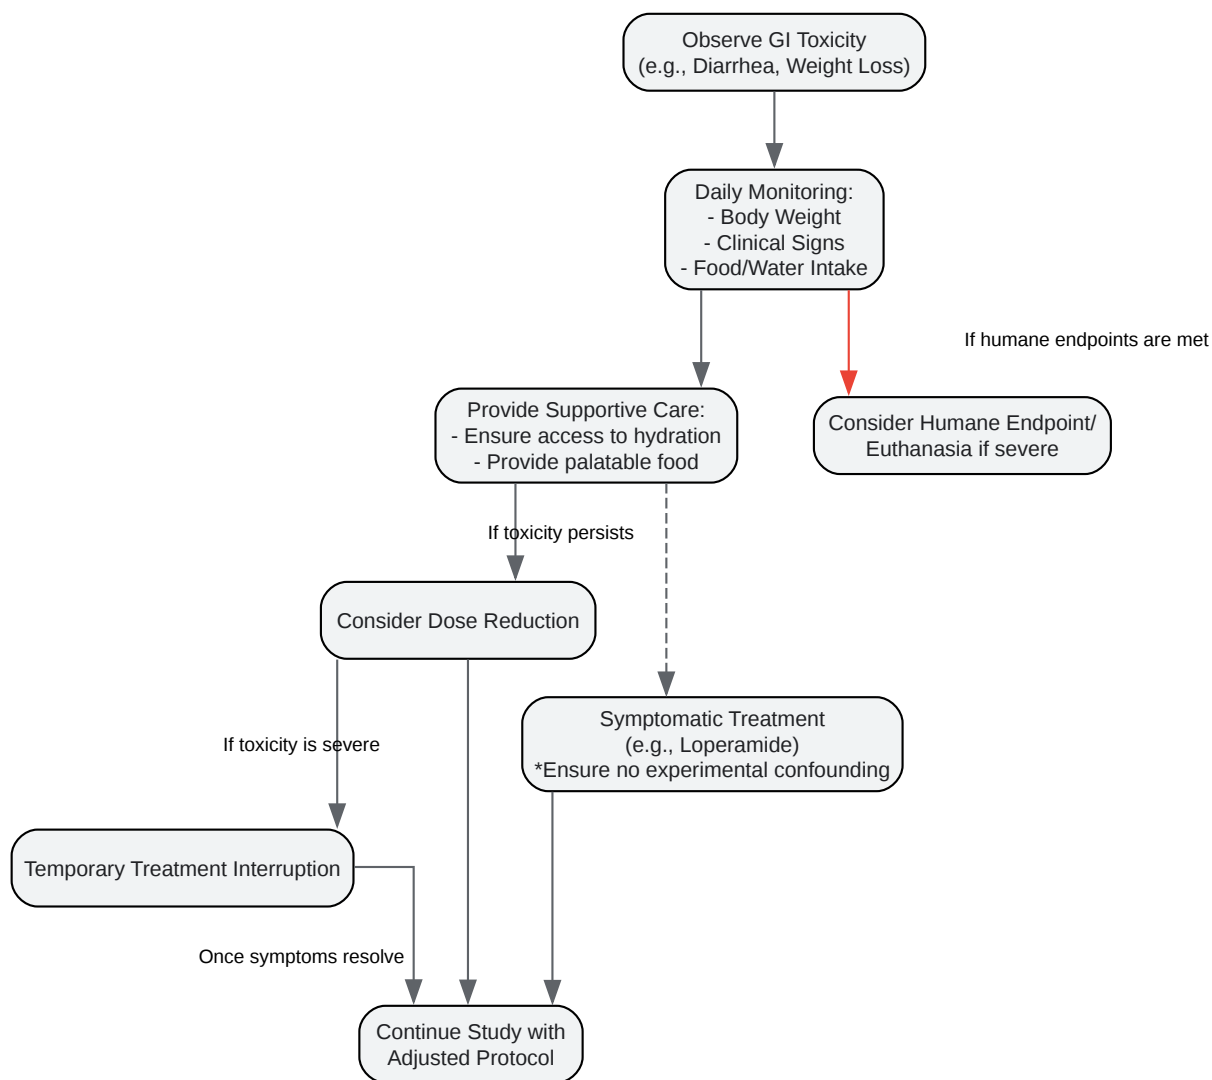 Observe GI Toxicity
(e.g., Diarrhea, Weight Loss)
Daily Monitoring:
- Body Weight
- Clinical Signs
- Food/Water Intake
If humane endpoints are met
Provide Supportive Care:
- Ensure access to hydration
- Provide palatable food
Consider Humane Endpoint/
Euthanasia if severe
If toxicity persists
Consider Dose Reduction
Symptomatic Treatment
(e.g., Loperamide)
*Ensure no experimental confounding
If toxicity is severe
Temporary Treatment Interruption
Once symptoms resolve
Continue Study with
Adjusted Protocol